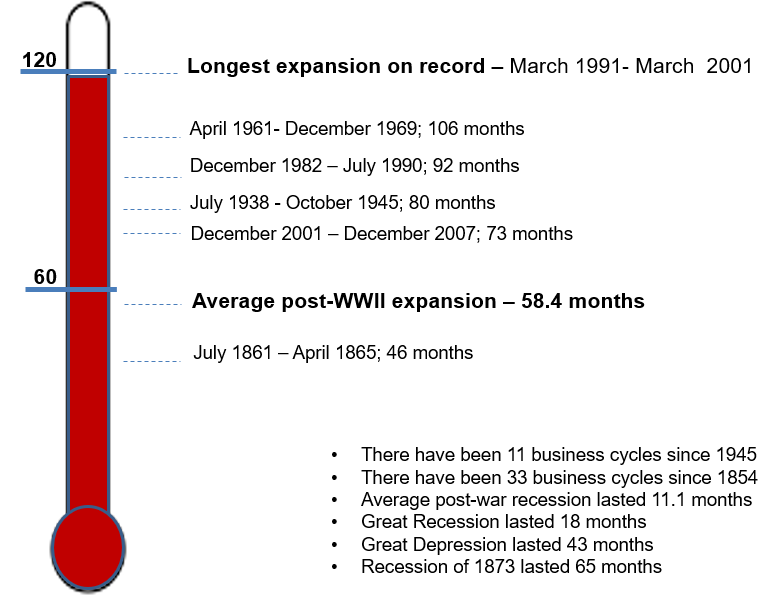 120
Longest expansion on record – March 1991- March  2001
April 1961- December 1969; 106 months
December 1982 – July 1990; 92 months
July 1938 - October 1945; 80 months
December 2001 – December 2007; 73 months
60
Average post-WWII expansion – 58.4 months
July 1861 – April 1865; 46 months
• There have been 11 business cycles since 1945
• There have been 33 business cycles since 1854
• Average post-war recession lasted 11.1 months
• Great Recession lasted 18 months
• Great Depression lasted 43 months
• Recession of 1873 lasted 65 months